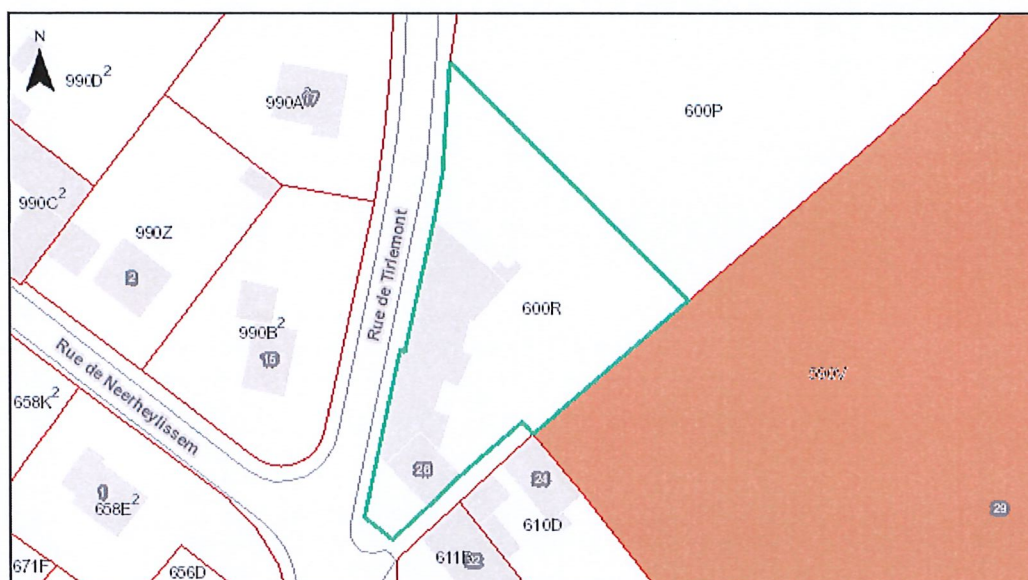 N
990D²
990A
17
600P
990C²
990Z
2
Rue de Tirlemont
600R
990B²
15
Rue de Neerheylissem
658K²
1
658E²
24
610D
29
671F
656D